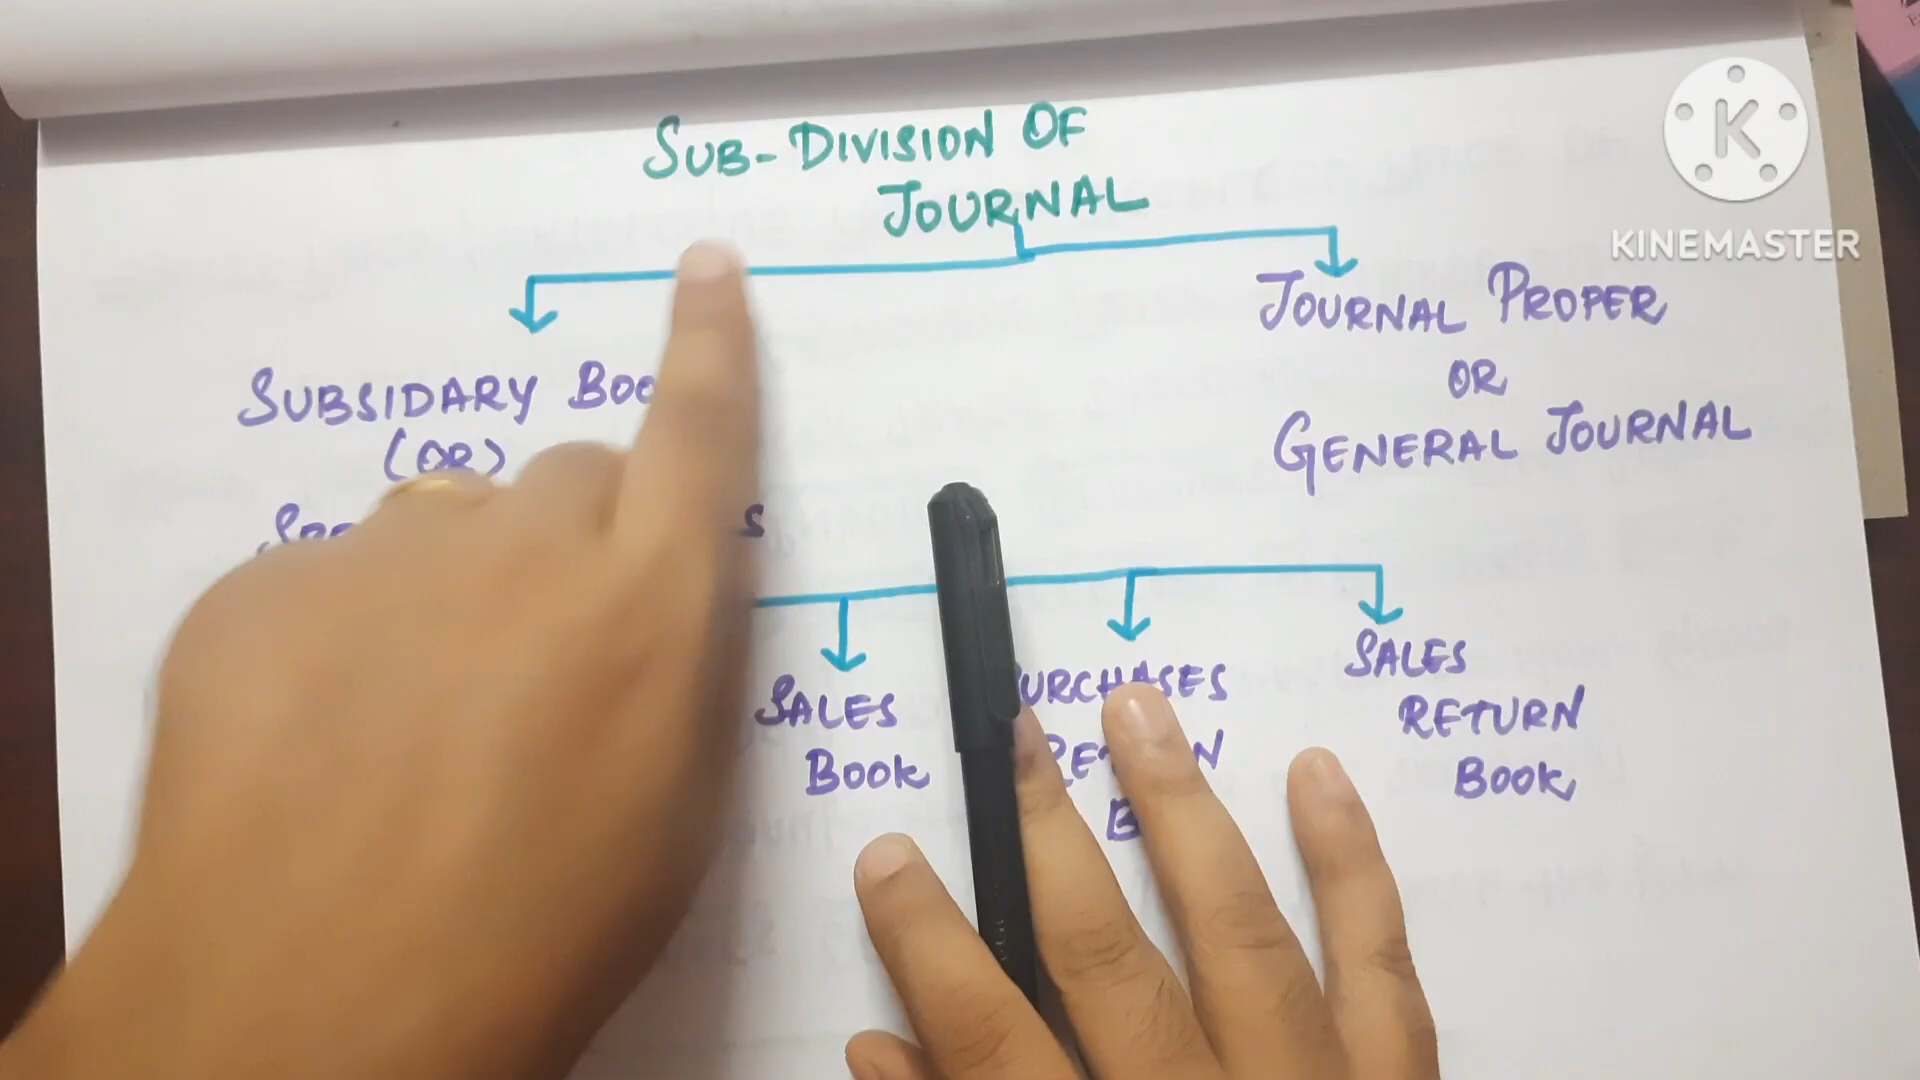 SUB-DIVISION OF
JOURNAL
K
KINEMASTER
SUBSIDARY
(OR)
JOURNAL PROPER
OR
GENERAL JOURNAL
SALES
BOOK
SALES
RETURN
BOOK